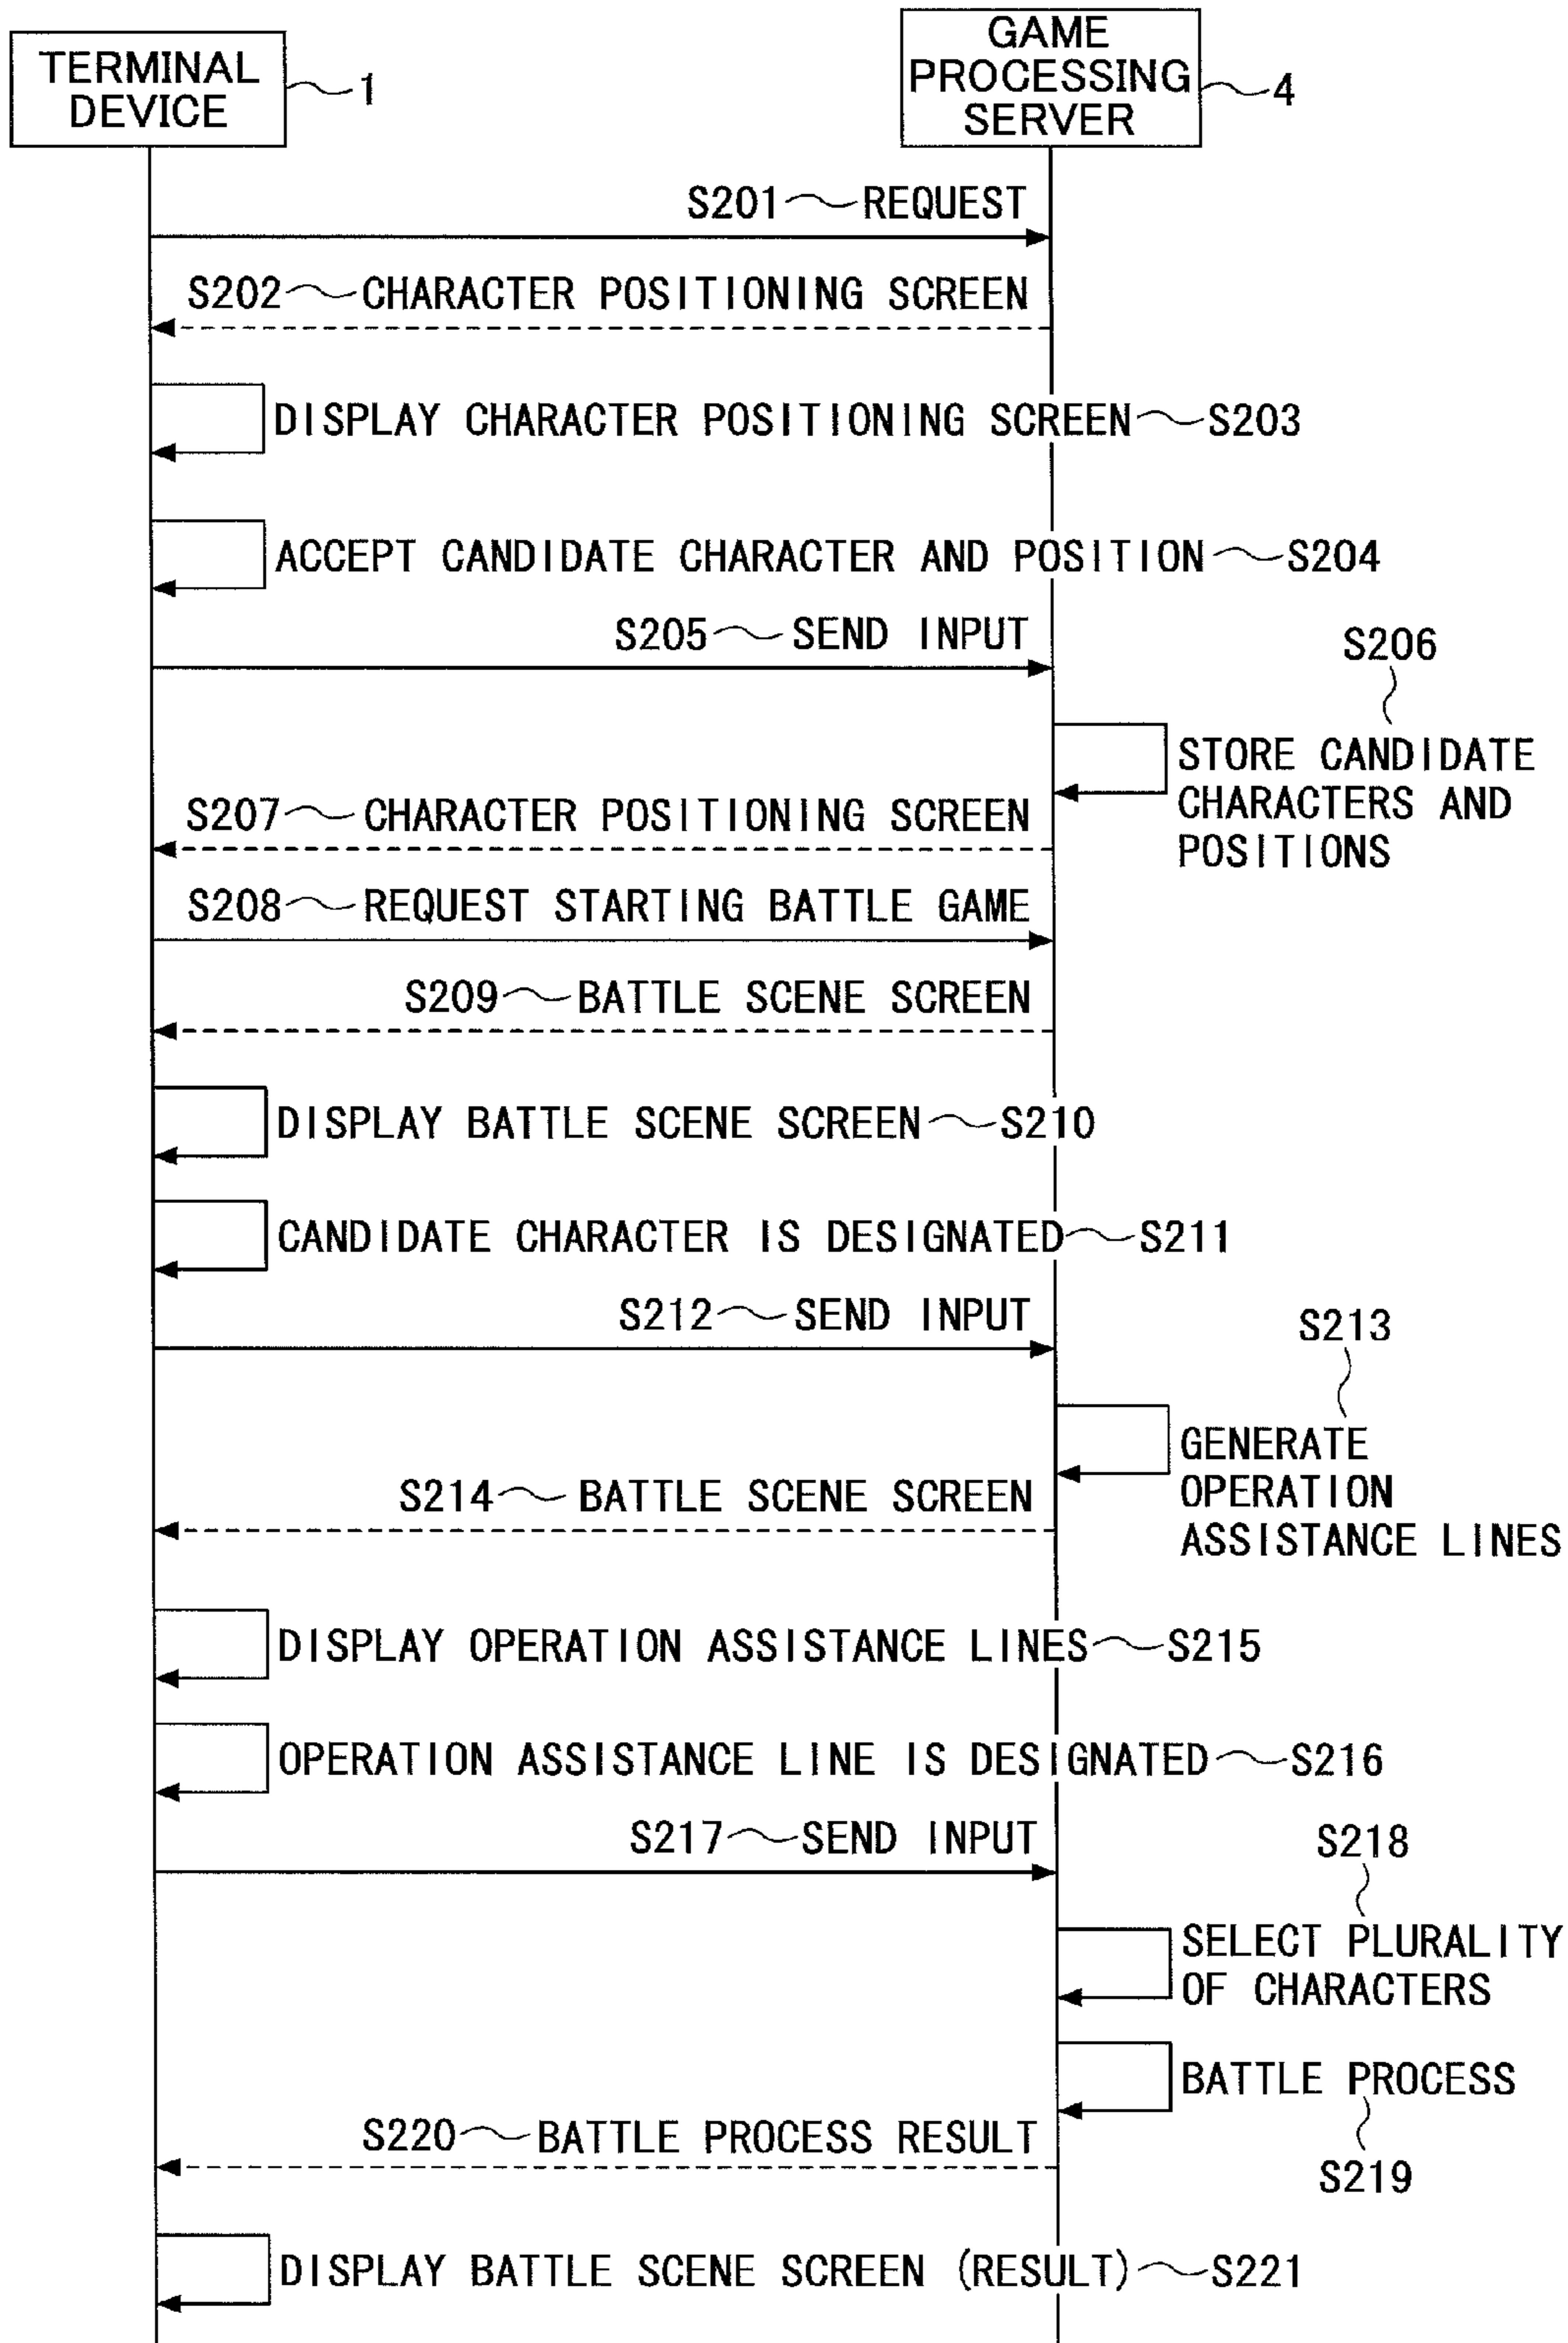 TERMINAL
DEVICE
1
GAME
PROCESSING
SERVER
4
S201 REQUEST
S202 CHARACTER POSITIONING SCREEN
DISPLAY CHARACTER POSITIONING SCREEN S203
ACCEPT CANDIDATE CHARACTER AND POSITION S204
S205 SEND INPUT
S206
STORE CANDIDATE
CHARACTERS AND
POSITIONS
S207 CHARACTER POSITIONING SCREEN
S208 REQUEST STARTING BATTLE GAME
S209 BATTLE SCENE SCREEN
DISPLAY BATTLE SCENE SCREEN S210
CANDIDATE CHARACTER IS DESIGNATED S211
S212 SEND INPUT
S213
GENERATE
OPERATION
ASSISTANCE LINES
S214 BATTLE SCENE SCREEN
DISPLAY OPERATION ASSISTANCE LINES S215
OPERATION ASSISTANCE LINE IS DESIGNATED S216
S217 SEND INPUT
S218
SELECT PLURALITY
OF CHARACTERS
BATTLE PROCESS
S219
S220 BATTLE PROCESS RESULT
DISPLAY BATTLE SCENE SCREEN (RESULT) S221